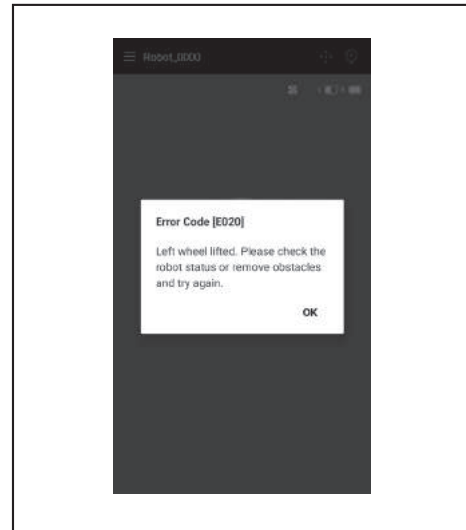 Robot_0000
Error Code [E020]
Left wheel lifted. Please check the
robot status or remove obstacles
and try again.
OK